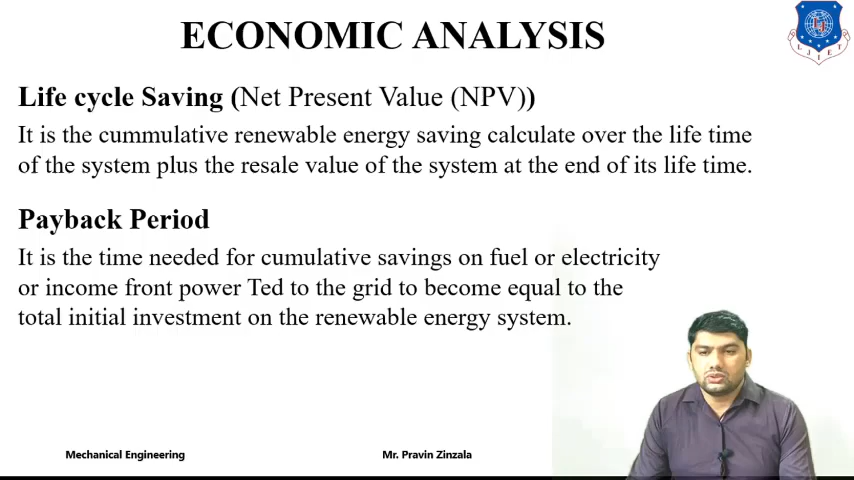 ECONOMIC ANALYSIS
LJIET
Life cycle Saving (Net Present Value (NPV))
It is the cummulative renewable energy saving calculate over the life time
of the system plus the resale value of the system at the end of its life time.
Payback Period
It is the time needed for cumulative savings on fuel or electricity
or income front power Ted to the grid to become equal to the
total initial investment on the renewable energy system.
Mechanical Engineering
Mr. Pravin Zinzala